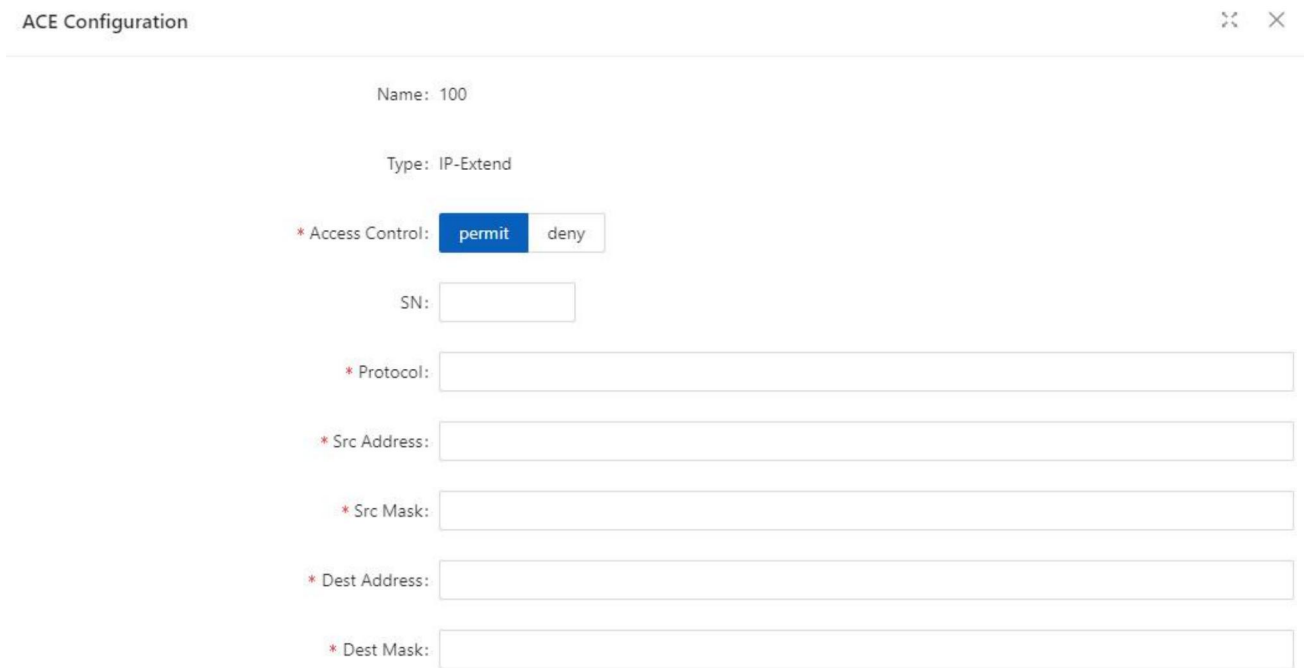 ACE Configuration
Name: 100
Type: IP-Extend
* Access Control: permit deny
SN:
* Protocol:
* Src Address:
* Src Mask:
* Dest Address:
* Dest Mask: